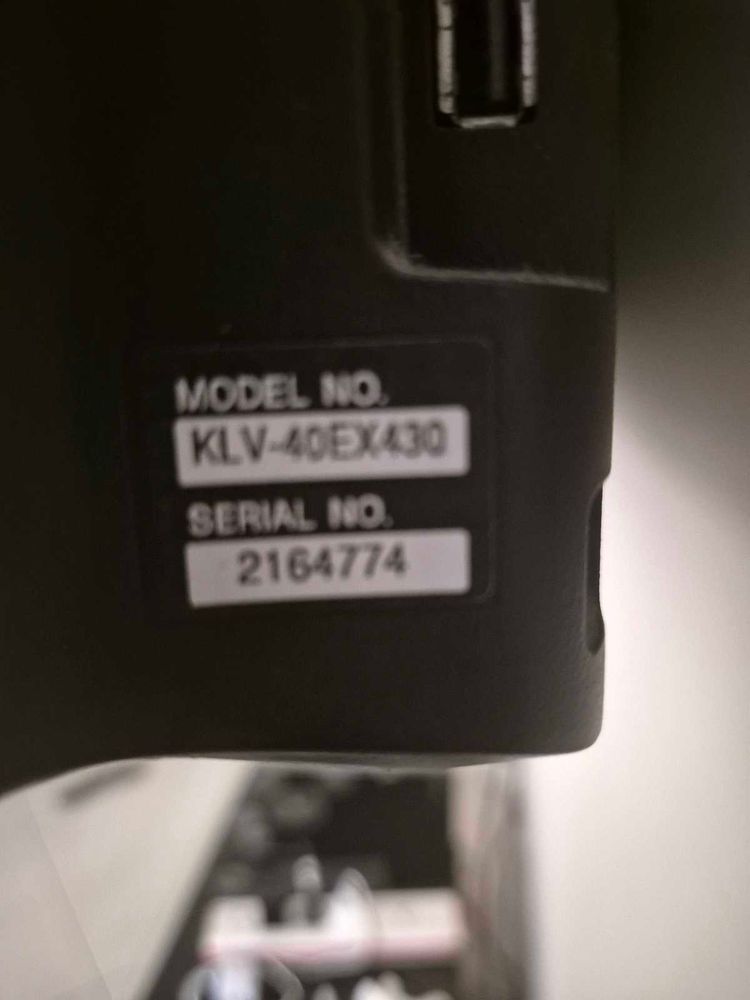 MODEL NO.
KLV-40EX430
SERIAL NO.
2164774